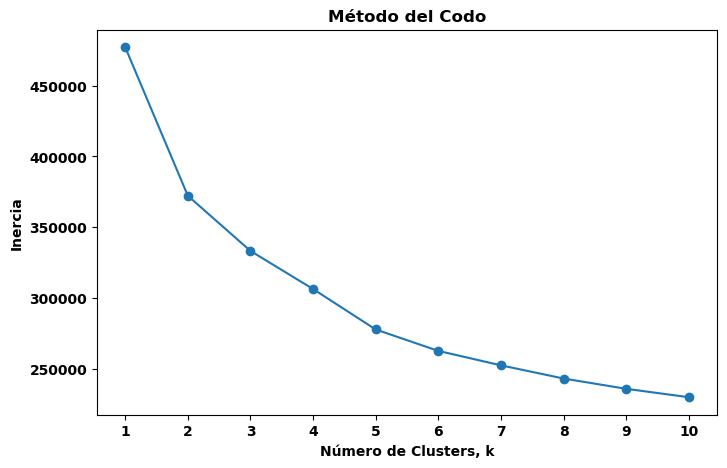 Método del Codo
Inercia
450000
400000
350000
300000
250000
1 2 3 4 5 6 7 8 9 10
Número de Clusters, k